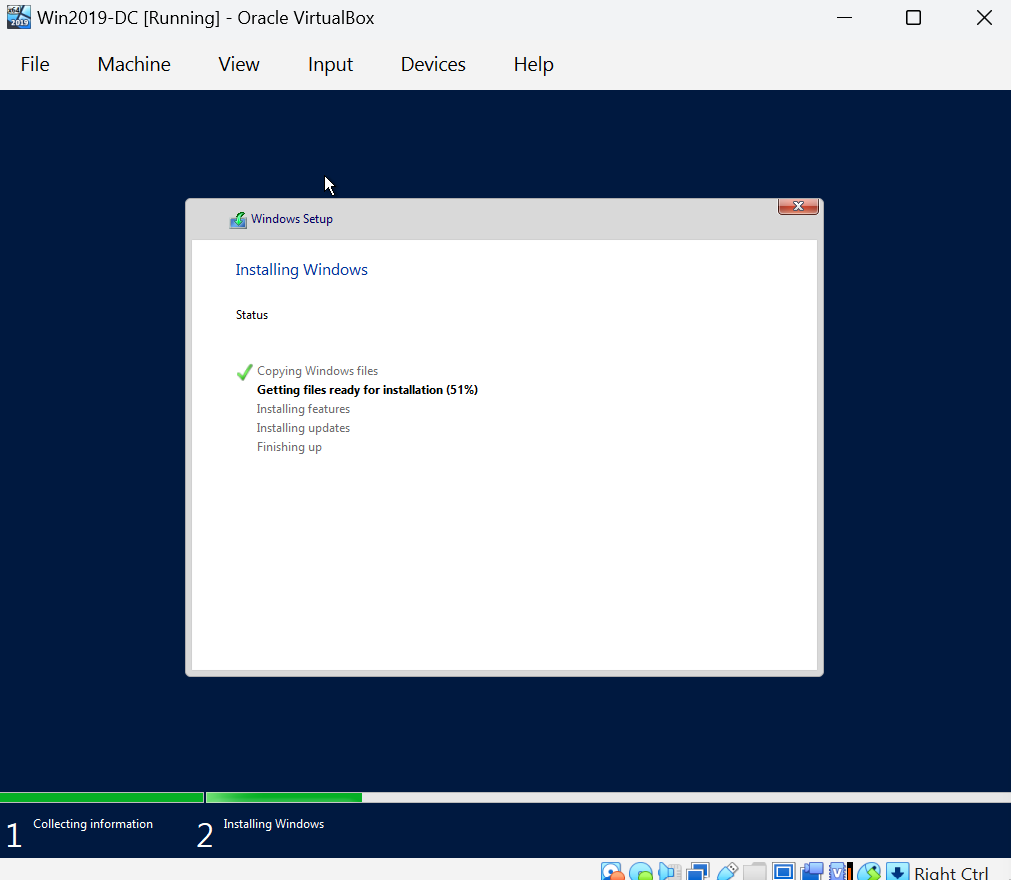 Win2019-DC [Running] - Oracle VirtualBox
File Machine View Input Devices Help
Windows Setup
Installing Windows
Status
Copying Windows files
Getting files ready for installation (51%)
Installing features
Installing updates
Finishing up
1 Collecting information 2 Installing Windows
Right Ctrl